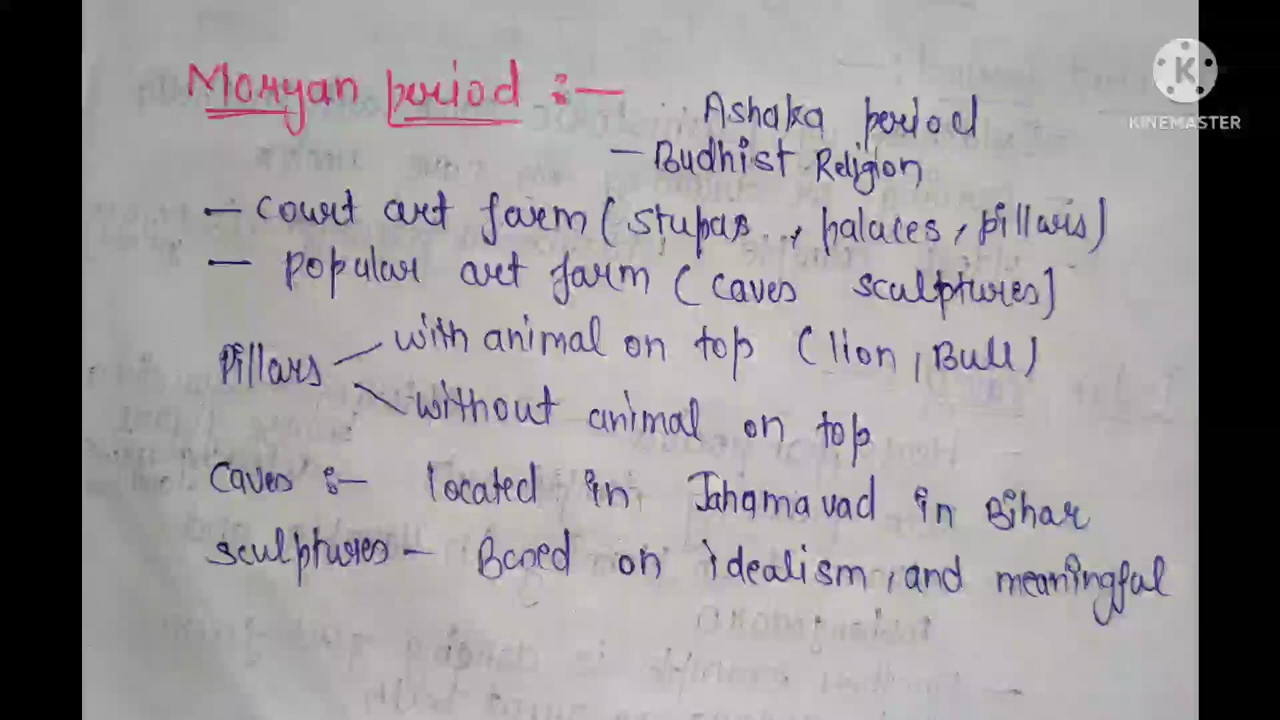 Moryan period :-
Ashaka period
- Budhist Religion
- court art farm (stupas , palaces, pillars)
- popular art farm (caves sculptures)
Pillars
with animal on top (lion, Bull)
without animal on top
Caves :- located in Jahamavad in Bihar
sculptures - Based on idealism, and meaningful
KINEMASTER